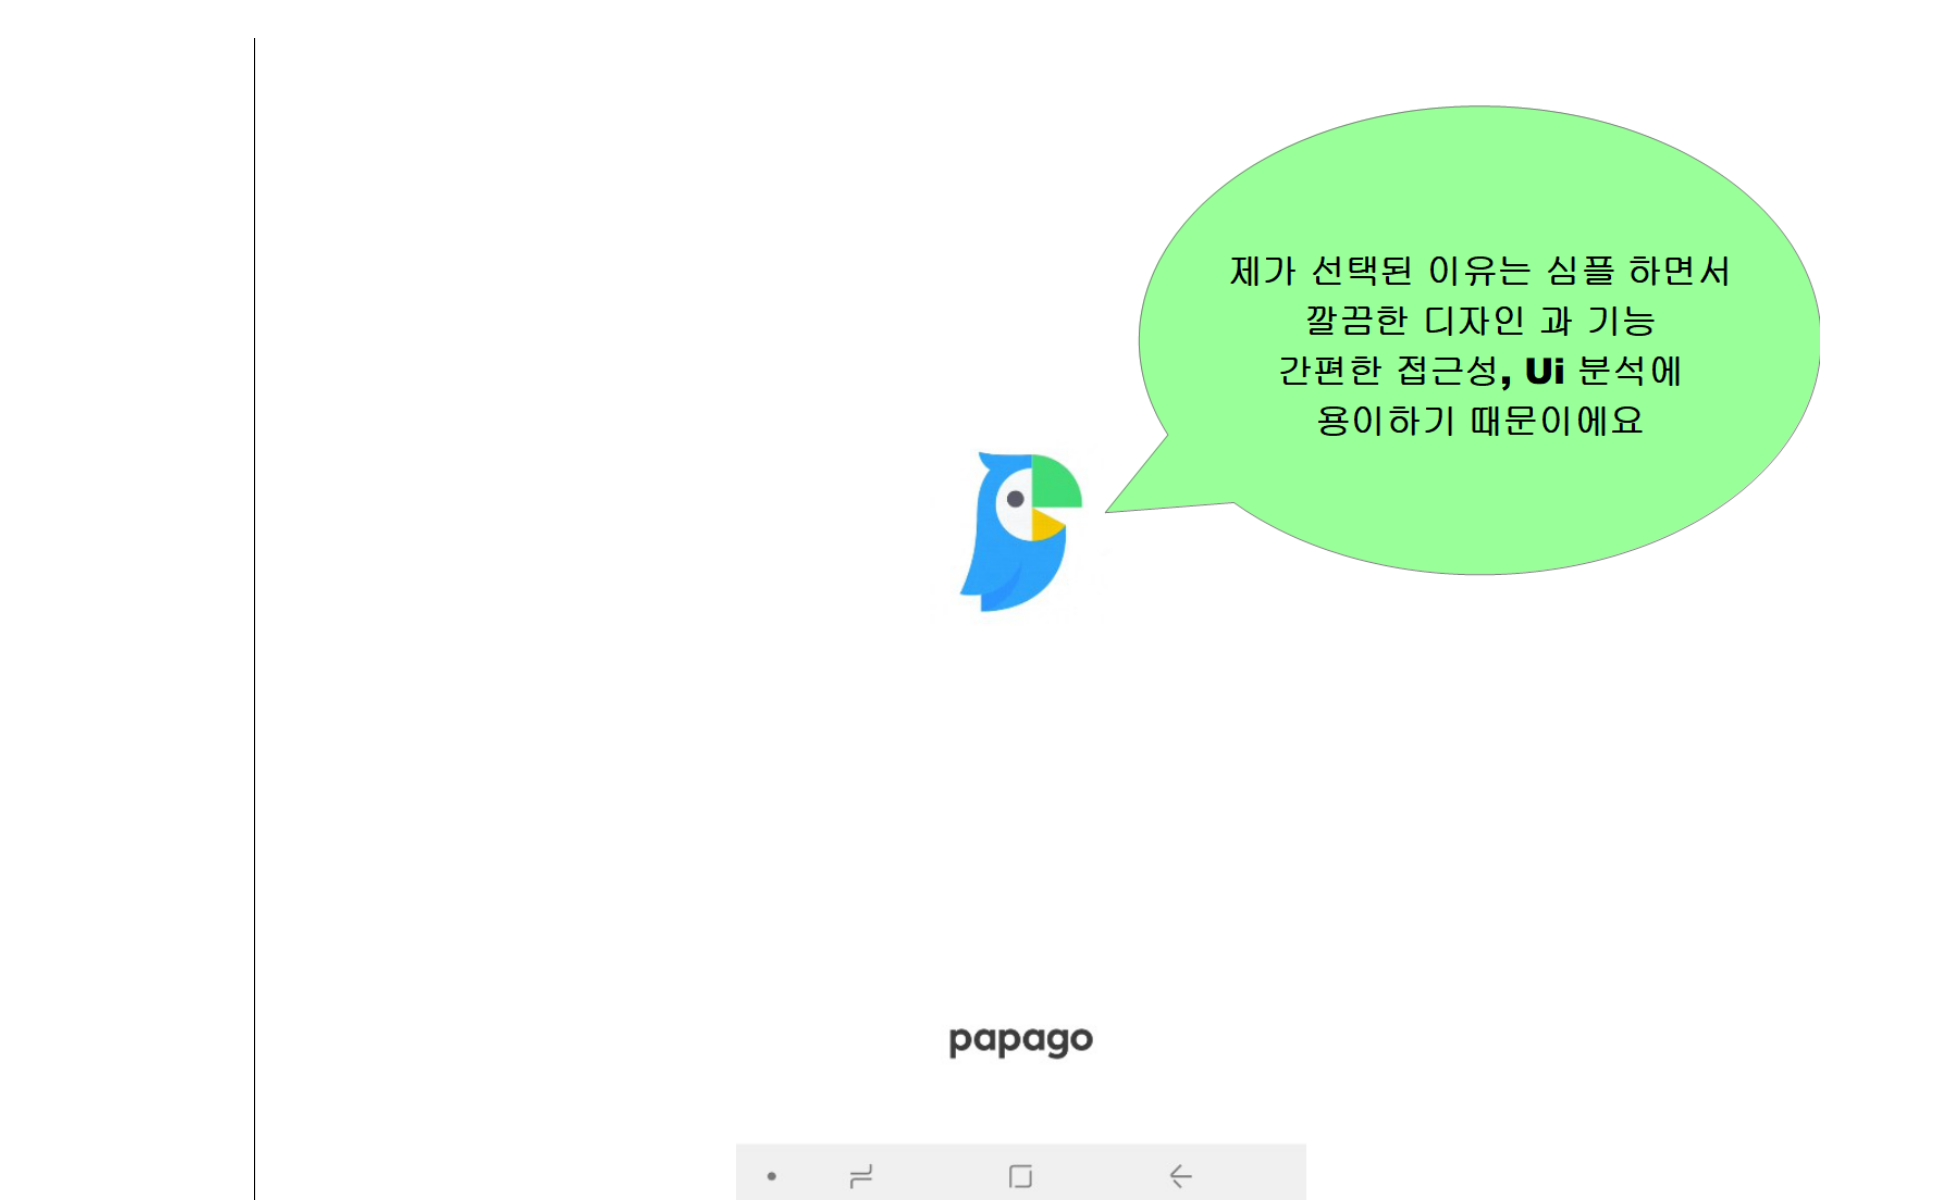 제가 선택된 이유는 심플 하면서
깔끔한 디자인 과 기능
간편한 접근성, Ui 분석에
용이하기 때문이에요
papago